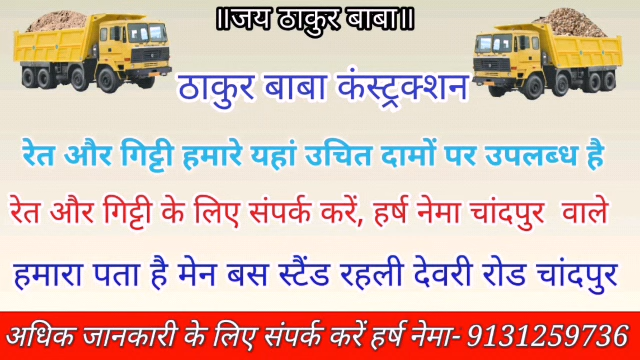 ॥जय ठाकुर बाबा॥
ठाकुर बाबा कंस्ट्रक्शन
रेत और गिट्टी हमारे यहां उचित दामों पर उपलब्ध है
रेत और गिट्टी के लिए संपर्क करें, हर्ष नेमा चांदपुर वाले
हमारा पता है मेन बस स्टैंड रहली देवरी रोड चांदपुर
अधिक जानकारी के लिए संपर्क करें हर्ष नेमा- 9131259736